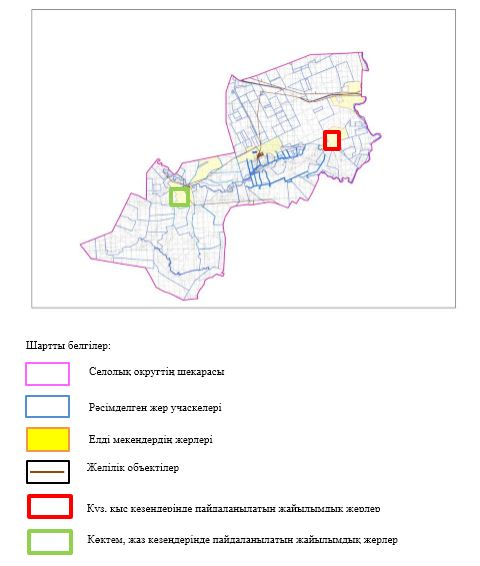 Шартты белгілер:
Селолық округтің шекарасы
Рәсімделген жер учаскелері
Елді мекендердің жерлері
Желілік объектілер
Күз, қыс кезеңдерінде пайдаланылатын жайылымдық жерлер
Көктем, жаз кезеңдерінде пайдаланылатын жайылымдық жерлер